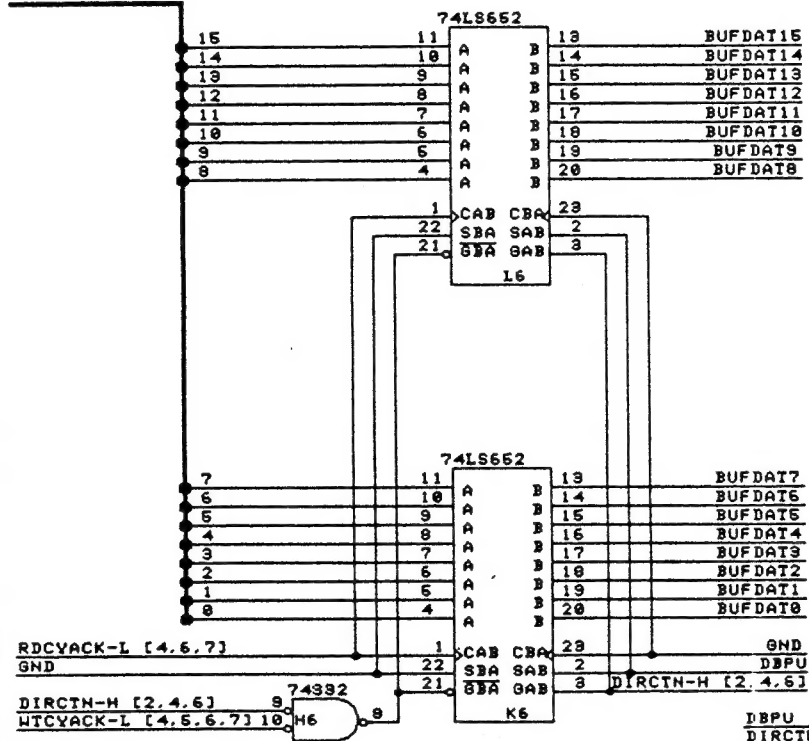 74LS652
15 11 A B 13 BUFDAT15
14 10 A B 14 BUFDAT14
13 9 A B 15 BUFDAT13
12 8 A B 16 BUFDAT12
11 7 A B 17 BUFDAT11
10 6 A B 18 BUFDAT10
9 5 A B 19 BUFDAT9
8 4 A B 20 BUFDAT8
1 CAB CBA 23
22 SBA SAB 2
21 GBA GAB 3
L6
74LS652
7 11 A B 13 BUFDAT7
6 10 A B 14 BUFDAT6
5 9 A B 15 BUFDAT5
4 8 A B 16 BUFDAT4
3 7 A B 17 BUFDAT3
2 6 A B 18 BUFDAT2
1 5 A B 19 BUFDAT1
0 4 A B 20 BUFDAT0
RDCYACK-L [4,6,7] 1 CAB CBA 23 GND
GND 22 SBA SAB 2 DBPU
21 GBA GAB 3 DIRCTN-H [2,4,6]
K6
74S32
DIRCTN-H [2,4,6] 9
H6 8
WTCYACK-L [4,5,6,7] 10
DBPU
DIRCT